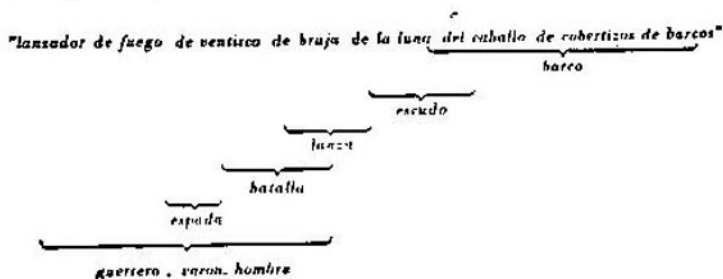 "lanzador de fuego de ventisca de bruja de la luna del caballo de cobertizos de barcos"
barco
escudo
lanza
batalla
espada
guerrero, varon, hombre